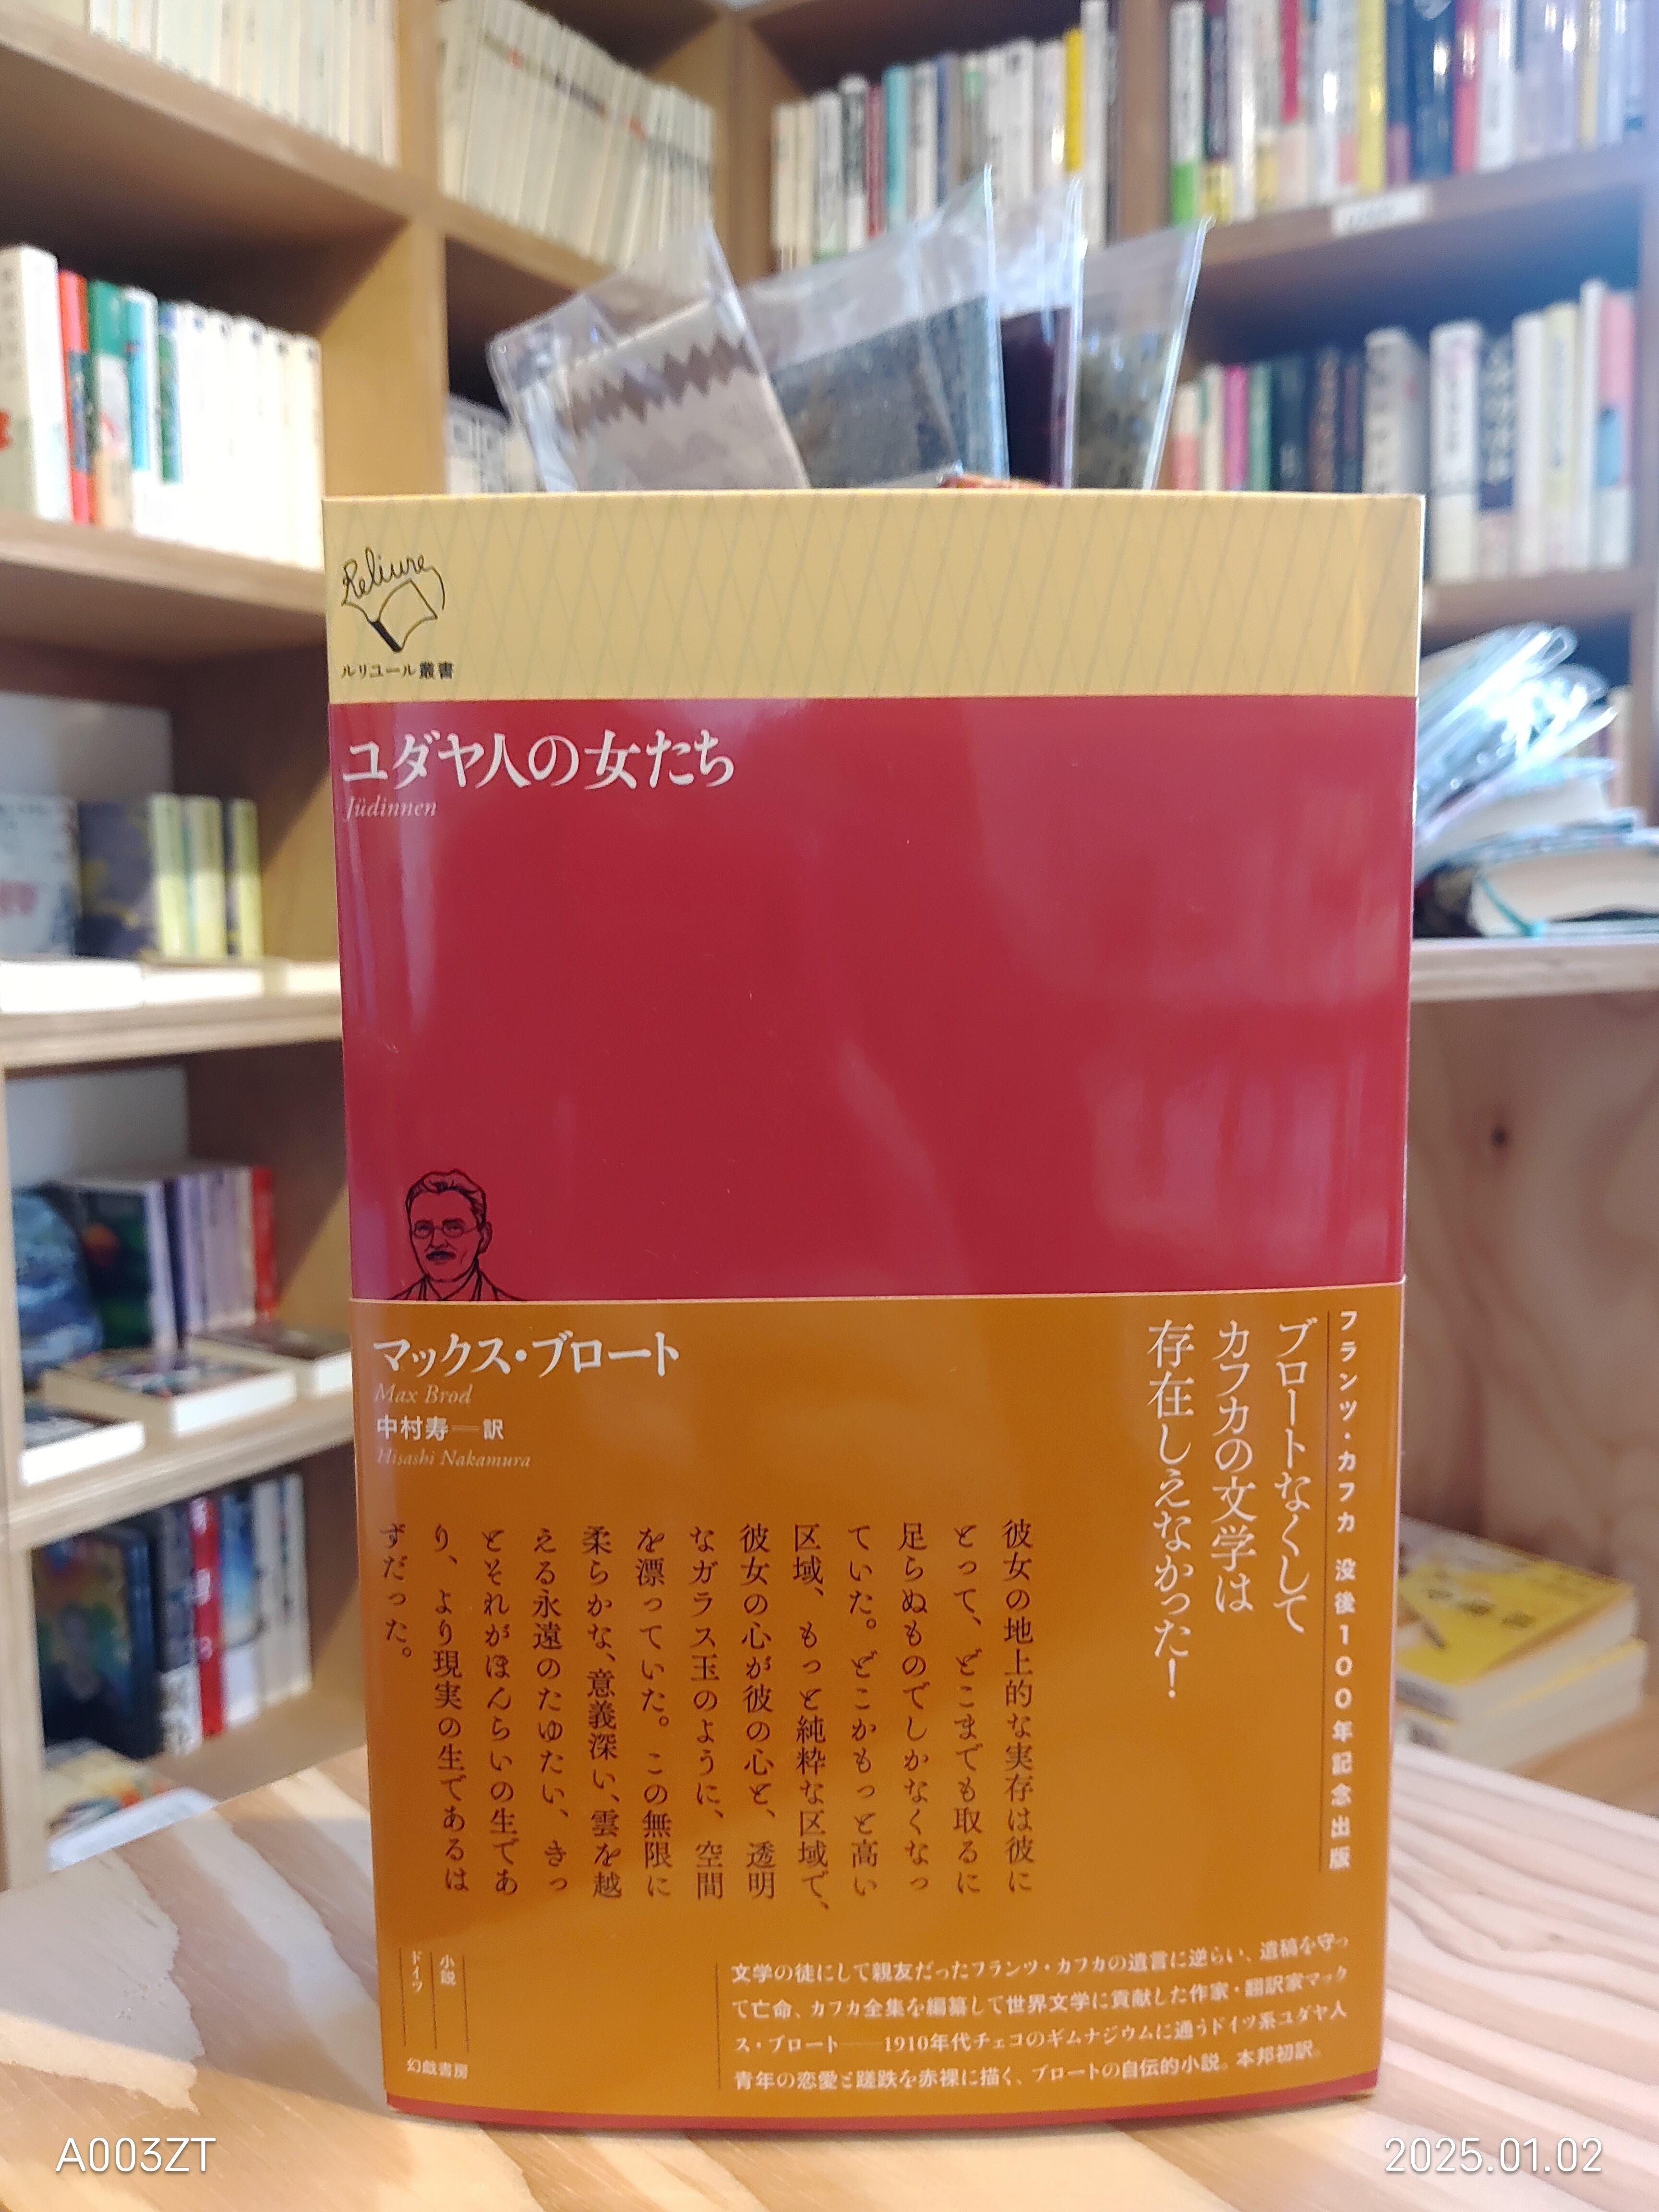 Reliure
ルリユール叢書
ユダヤ人の女たち
Jüdinnen
マックス・ブロート
Max Brod
中村寿—訳
Hisashi Nakamura
フランツ・カフカ 没後100年記念出版
ブロートなくして
カフカの文学は
存在しえなかった！
彼女の地上的な実存は彼に
とって、どこまでも取るに
足らぬものでしかなくなっ
ていた。どこかもっと高い
区域、もっと純粋な区域で、
彼女の心が彼の心と、透明
なガラス玉のように、空間
を漂っていた。この無限に
柔らかな、意義深い、雲を越
える永遠のたゆたい、きっ
とそれがほんらいの生であ
り、より現実の生であるは
ずだった。
文学の徒にして親友だったフランツ・カフカの遺言に逆らい、遺稿を守っ
て亡命、カフカ全集を編纂して世界文学に貢献した作家・翻訳家マック
ス・ブロート——1910年代チェコのギムナジウムに通うドイツ系ユダヤ人
青年の恋愛と蹉跌を赤裸に描く、ブロートの自伝的小説。本邦初訳。
小説
ドイツ
幻戯書房
A003ZT
2025.01.02